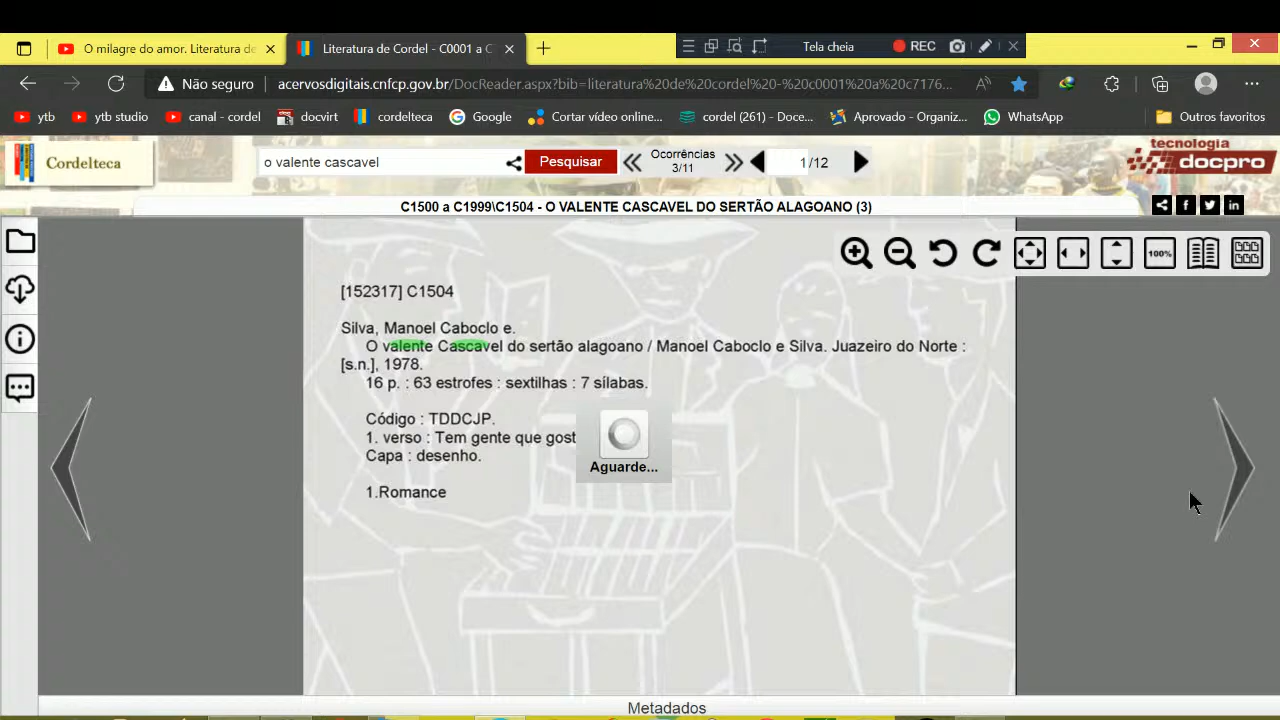 O milagre do amor. Literatura de
Literatura de Cordel - C0001 a C
Tela cheia
REC
Não seguro
acervosdigitais.cnfcp.gov.br/DocReader.aspx?bib=literatura%20de%20cordel%20-%20c0001%20a%20c7176...
ytb
ytb studio
canal - cordel
docvirt
cordelteca
Google
Cortar vídeo online...
cordel (261) - Doce...
Aprovado - Organiz...
WhatsApp
Outros favoritos
Cordelteca
o valente cascavel
Pesquisar
Ocorrências
3/11
1/12
tecnologia
docpro
C1500 a C1999\C1504 - O VALENTE CASCAVEL DO SERTÃO ALAGOANO (3)
100%
[152317] C1504
Silva, Manoel Caboclo e.
O valente Cascavel do sertão alagoano / Manoel Caboclo e Silva. Juazeiro do Norte :
[s.n.], 1978.
16 p. : 63 estrofes : sextilhas : 7 sílabas.
Código : TDDCJP.
1. verso : Tem gente que gost
Capa : desenho.
Aguarde...
1.Romance
Metadados